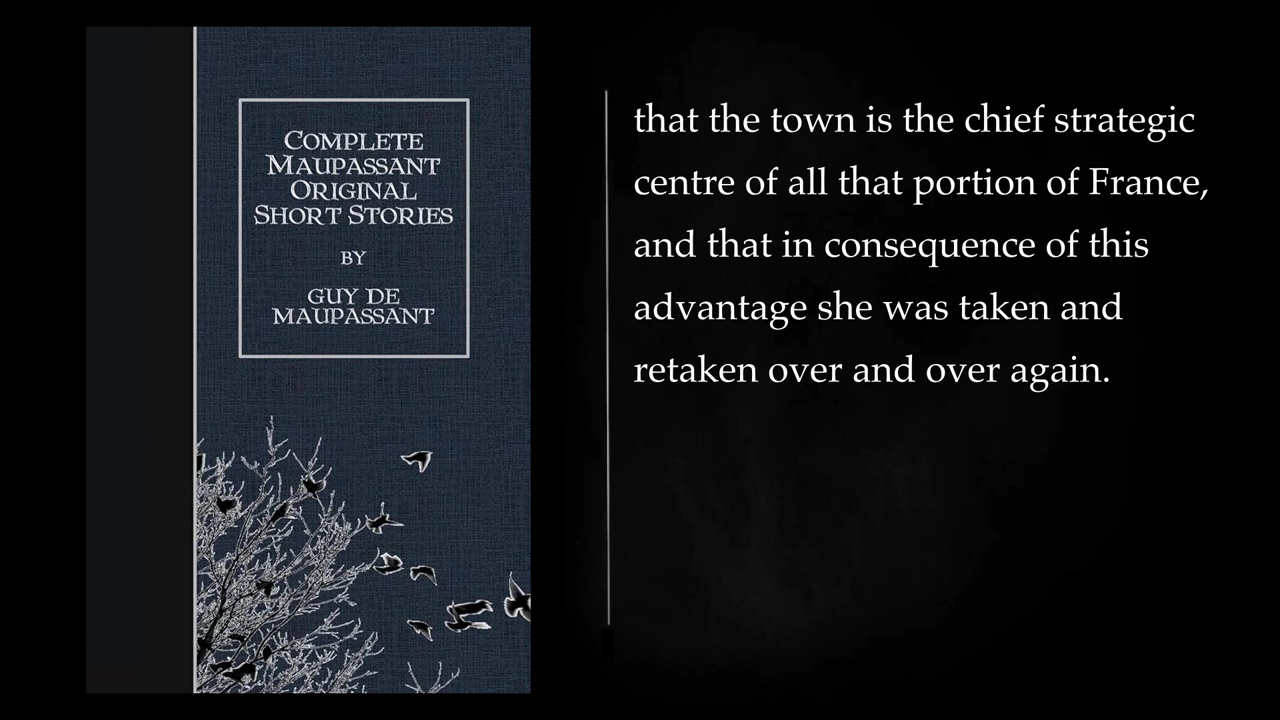 COMPLETE
MAUPASSANT
ORIGINAL
SHORT STORIES
BY
GUY DE
MAUPASSANT
that the town is the chief strategic
centre of all that portion of France,
and that in consequence of this
advantage she was taken and
retaken over and over again.